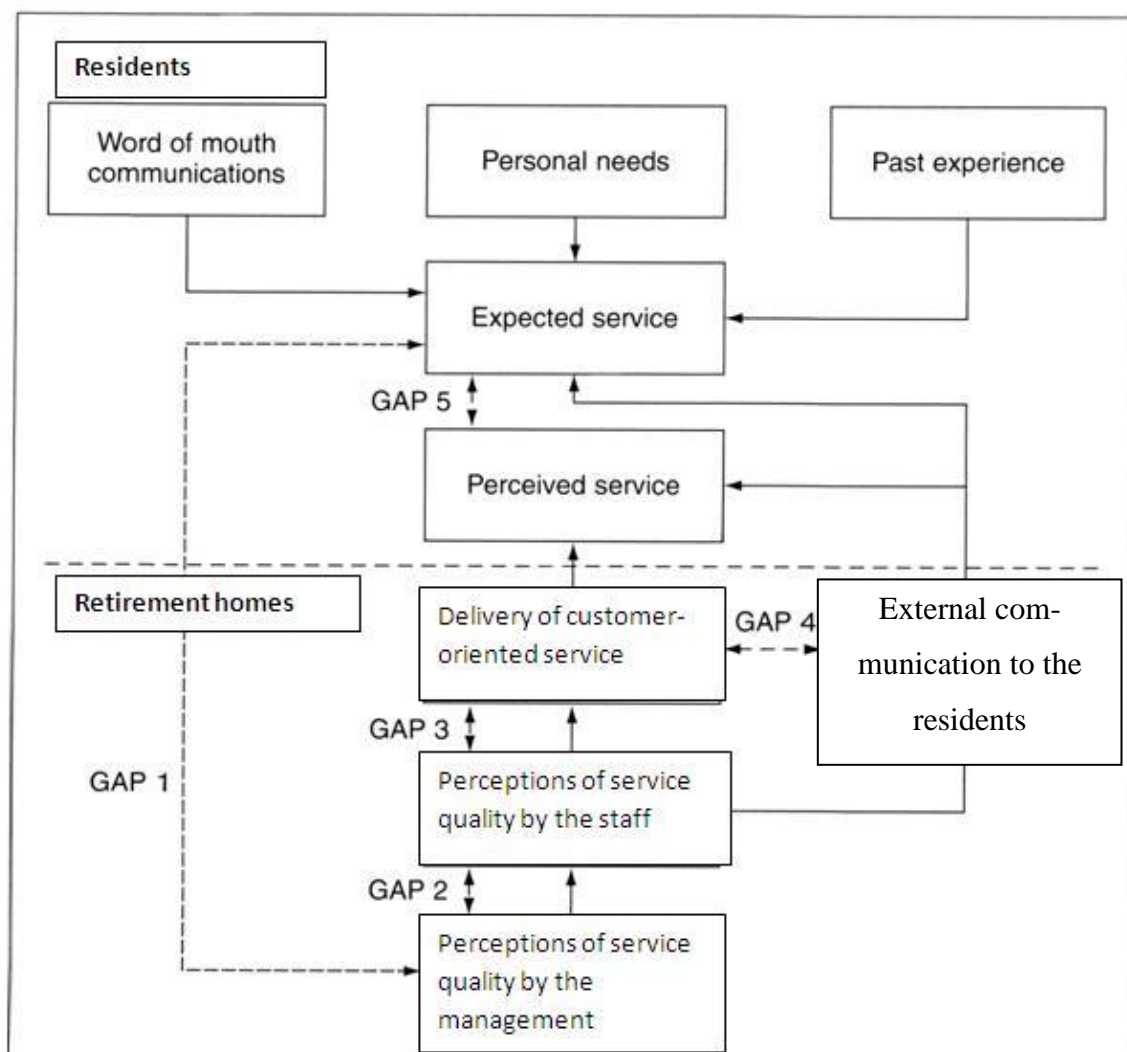 Residents
Word of mouth
communications
Personal needs
Past experience
Expected service
GAP 5
Perceived service
Retirement homes
Delivery of customer-
oriented service
GAP 4
External com-
munication to the
residents
GAP 3
GAP 1
Perceptions of service
quality by the staff
GAP 2
Perceptions of service
quality by the
management